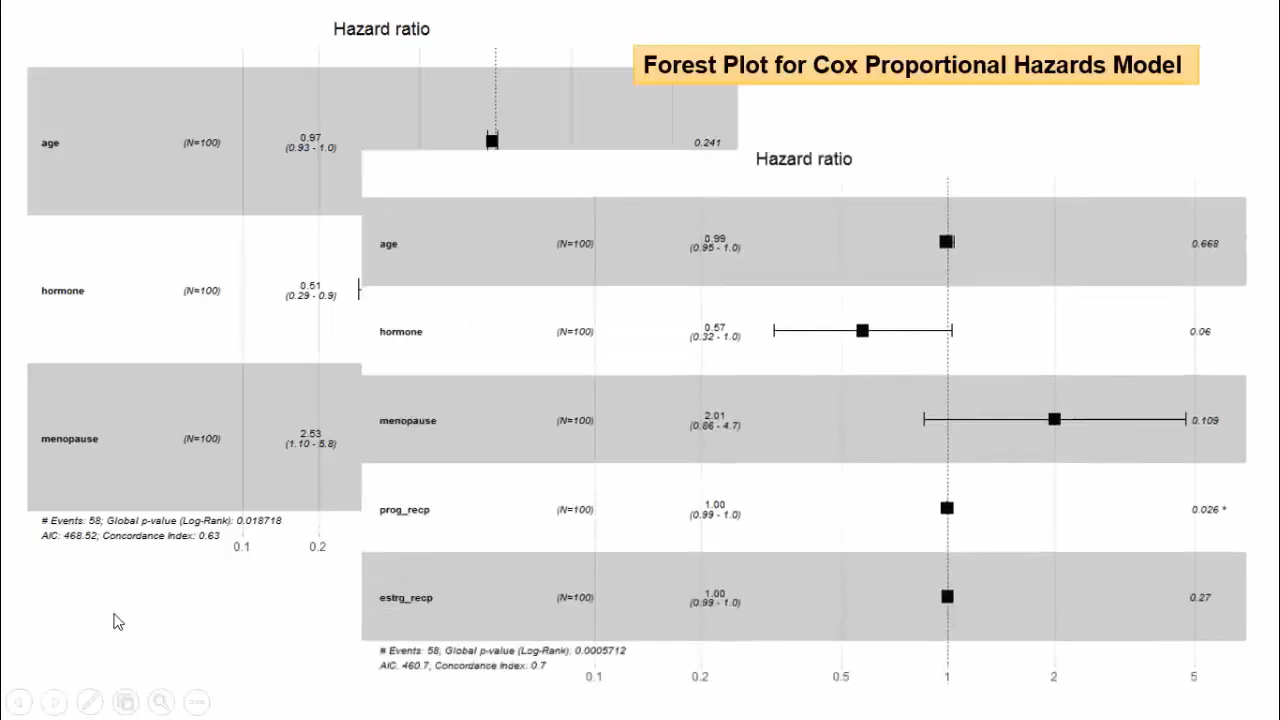 Hazard ratio
Forest Plot for Cox Proportional Hazards Model
age (N=100) 0.97 0.241
(0.93 - 1.0)
hormone (N=100) 0.51
(0.29 - 0.9)
menopause (N=100) 2.53
(1.10 - 5.8)
# Events: 58; Global p-value (Log-Rank): 0.018718
AIC: 468.52; Concordance Index: 0.63
0.1 0.2
Hazard ratio
age (N=100) 0.99 0.668
(0.95 - 1.0)
hormone (N=100) 0.57 0.06
(0.32 - 1.0)
menopause (N=100) 2.01 0.109
(0.86 - 4.7)
prog_recp (N=100) 1.00 0.026 *
(0.99 - 1.0)
estrg_recp (N=100) 1.00 0.27
(0.99 - 1.0)
# Events: 58; Global p-value (Log-Rank): 0.0005712
AIC: 460.7; Concordance Index: 0.7
0.1 0.2 0.5 1 2 5